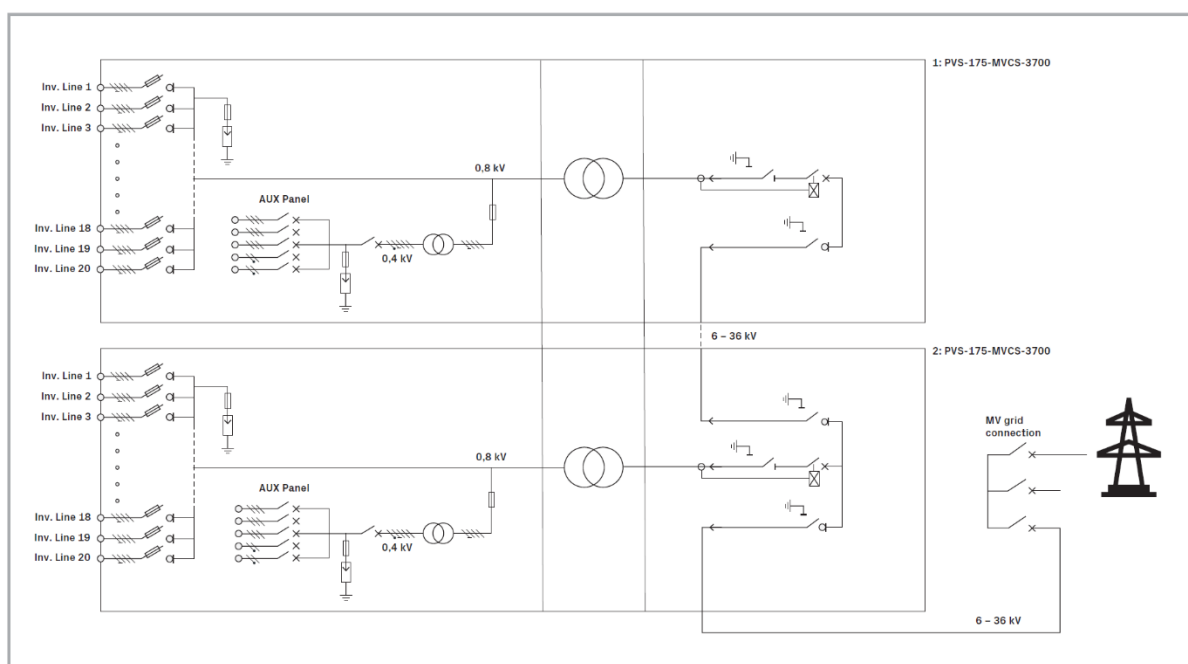 1: PVS-175-MVCS-3700
Inv. Line 1
Inv. Line 2
Inv. Line 3
0,8 kV
AUX Panel
Inv. Line 18
Inv. Line 19
Inv. Line 20
0,4 kV
6 – 36 kV
2: PVS-175-MVCS-3700
Inv. Line 1
Inv. Line 2
Inv. Line 3
MV grid
connection
0,8 kV
AUX Panel
Inv. Line 18
Inv. Line 19
Inv. Line 20
0,4 kV
6 – 36 kV